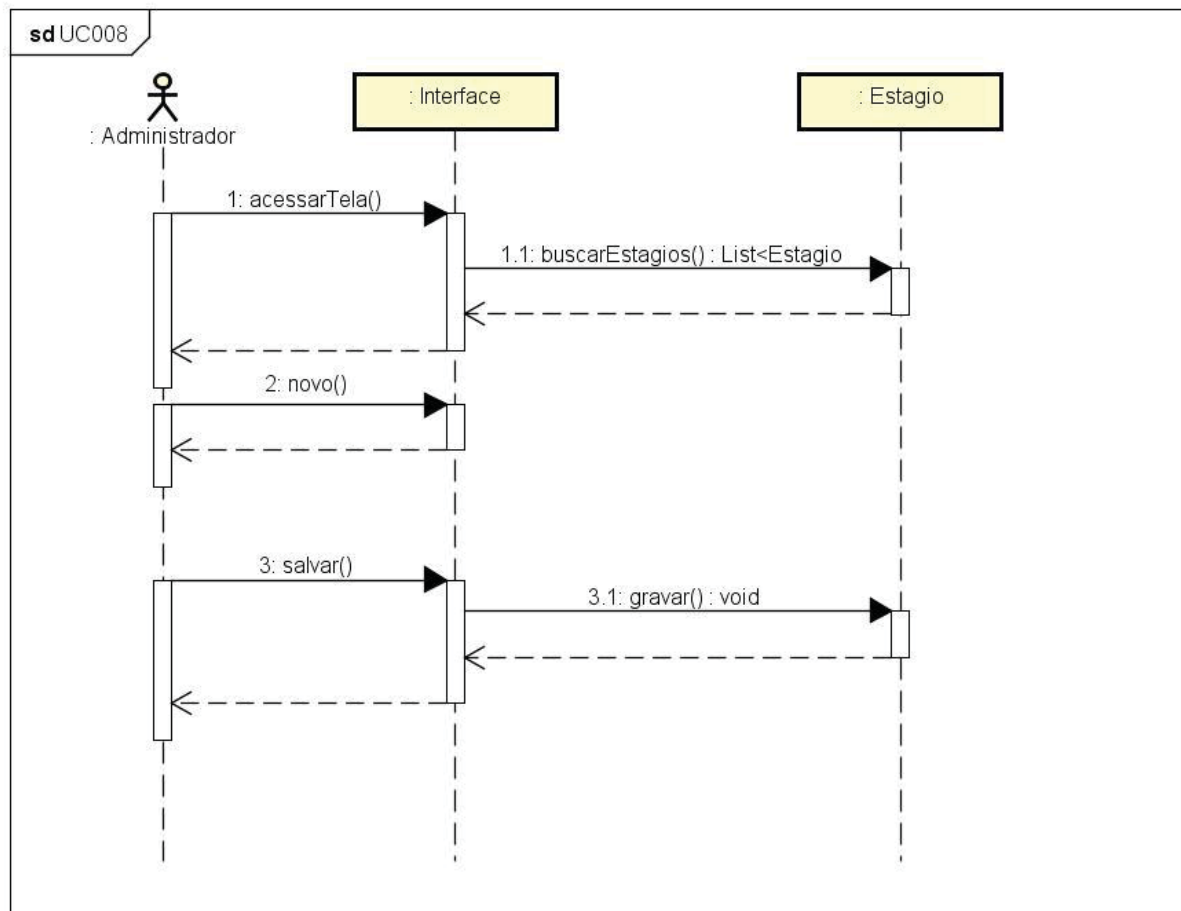 sd UC008
: Interface
: Estagio
: Administrador
1: acessarTela()
1.1: buscarEstagios() : List<Estagio
2: novo()
3: salvar()
3.1: gravar() : void